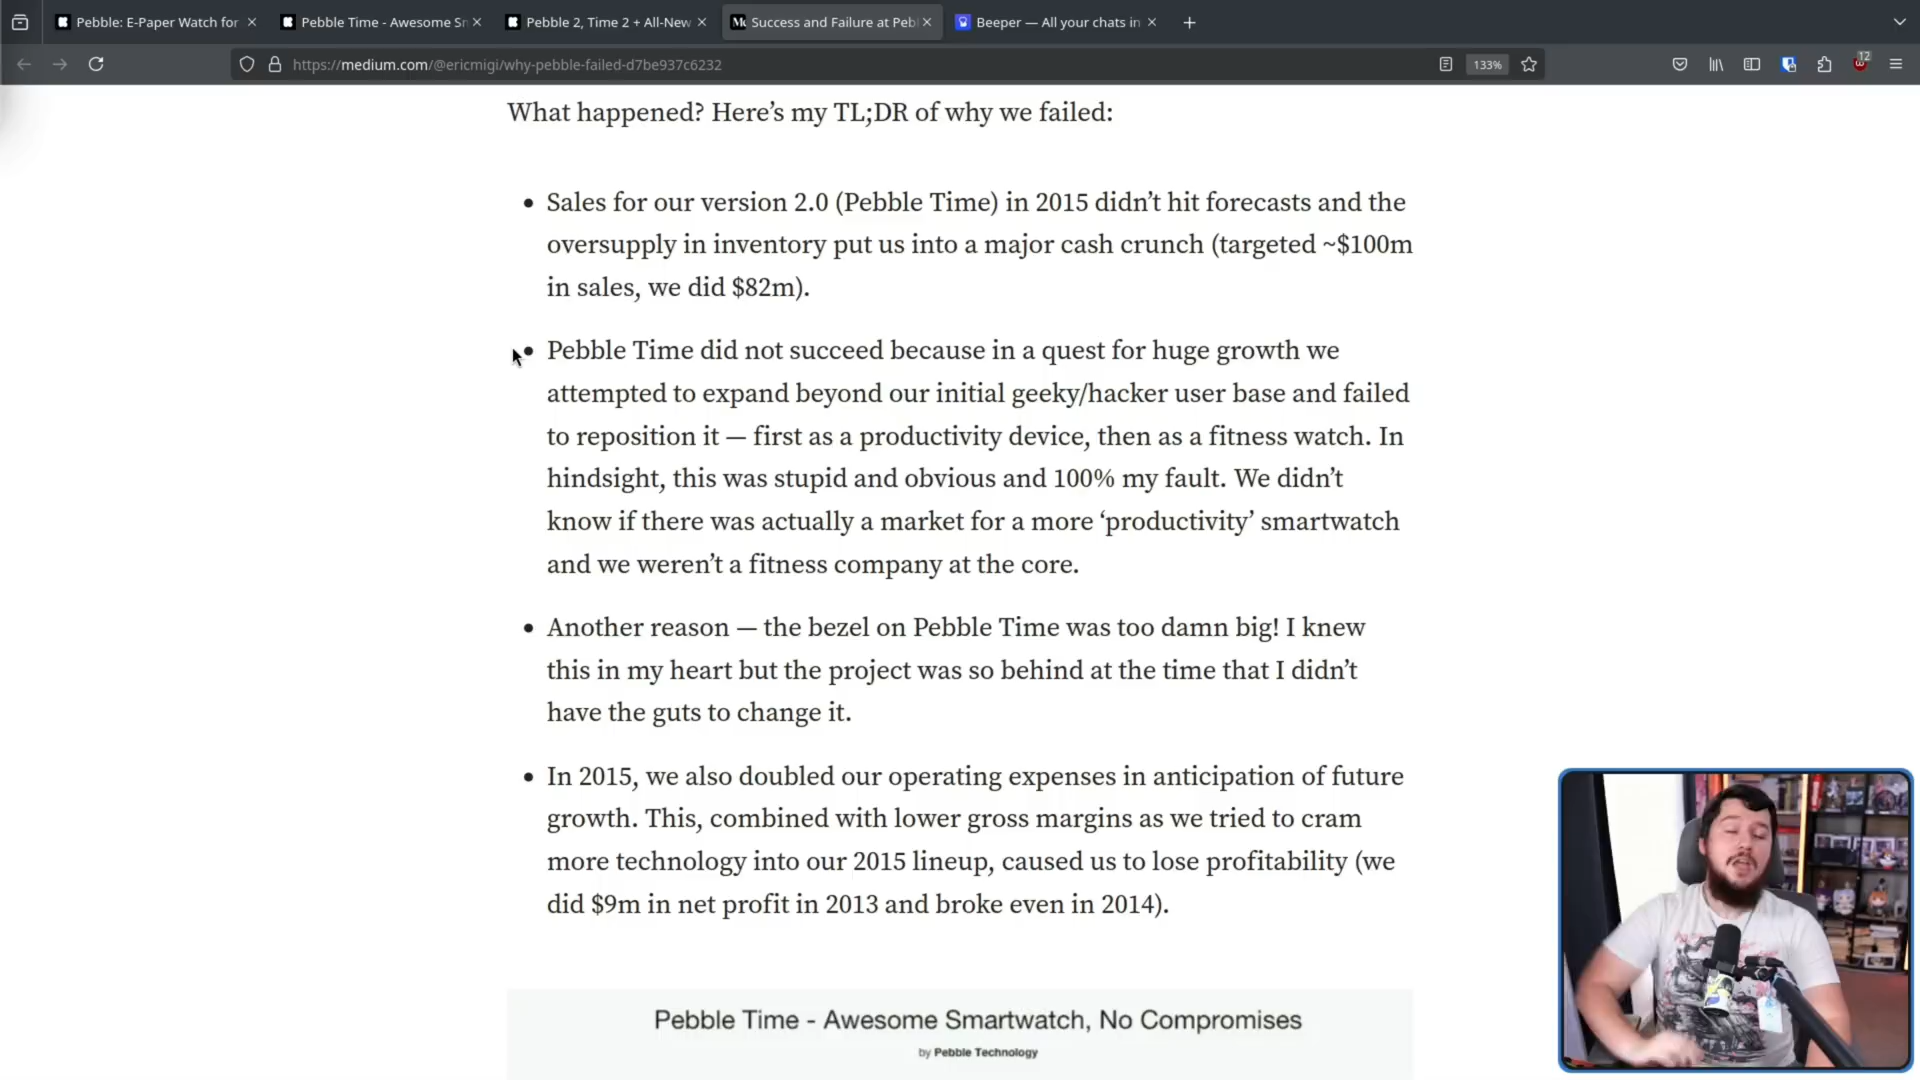 Pebble: E-Paper Watch for
Pebble Time - Awesome Sm
Pebble 2, Time 2 + All-New
Success and Failure at Peb
Beeper — All your chats in
https://medium.com/@ericmigi/why-pebble-failed-d7be937c6232
133%
12
What happened? Here’s my TL;DR of why we failed:
• Sales for our version 2.0 (Pebble Time) in 2015 didn’t hit forecasts and the
oversupply in inventory put us into a major cash crunch (targeted ~$100m
in sales, we did $82m).
• Pebble Time did not succeed because in a quest for huge growth we
attempted to expand beyond our initial geeky/hacker user base and failed
to reposition it — first as a productivity device, then as a fitness watch. In
hindsight, this was stupid and obvious and 100% my fault. We didn’t
know if there was actually a market for a more ‘productivity’ smartwatch
and we weren’t a fitness company at the core.
• Another reason — the bezel on Pebble Time was too damn big! I knew
this in my heart but the project was so behind at the time that I didn’t
have the guts to change it.
• In 2015, we also doubled our operating expenses in anticipation of future
growth. This, combined with lower gross margins as we tried to cram
more technology into our 2015 lineup, caused us to lose profitability (we
did $9m in net profit in 2013 and broke even in 2014).
Pebble Time - Awesome Smartwatch, No Compromises
by Pebble Technology